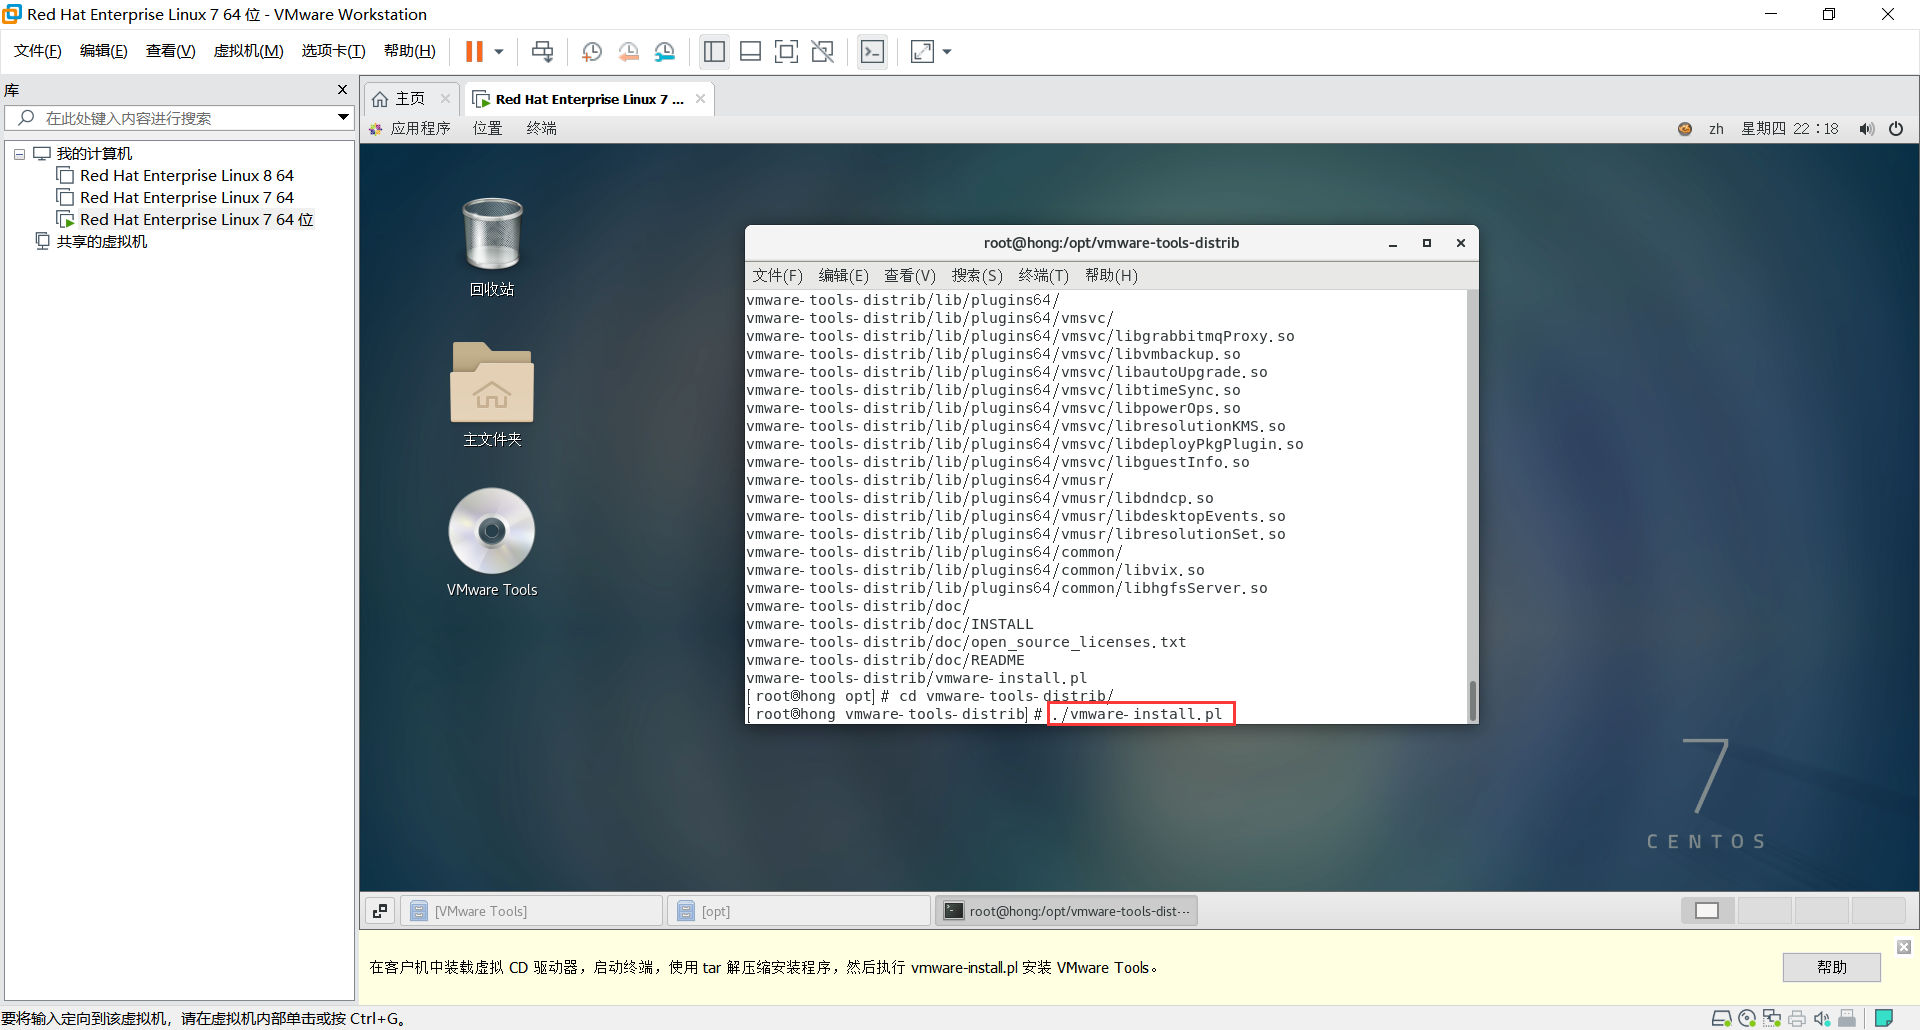 Red Hat Enterprise Linux 7 64 位 - VMware Workstation
文件(F) 编辑(E) 查看(V) 虚拟机(M) 选项卡(T) 帮助(H)
库
在此处键入内容进行搜索
我的计算机
Red Hat Enterprise Linux 8 64
Red Hat Enterprise Linux 7 64
Red Hat Enterprise Linux 7 64 位
共享的虚拟机
主页 Red Hat Enterprise Linux 7 ...
应用程序 位置 终端 zh 星期四 22：18
回收站
主文件夹
VMware Tools
root@hong:/opt/vmware-tools-distrib
文件(F) 编辑(E) 查看(V) 搜索(S) 终端(T) 帮助(H)
vmware-tools-distrib/lib/plugins64/
vmware-tools-distrib/lib/plugins64/vmsvc/
vmware-tools-distrib/lib/plugins64/vmsvc/libgrabbitmqProxy.so
vmware-tools-distrib/lib/plugins64/vmsvc/libvmbackup.so
vmware-tools-distrib/lib/plugins64/vmsvc/libautoUpgrade.so
vmware-tools-distrib/lib/plugins64/vmsvc/libtimeSync.so
vmware-tools-distrib/lib/plugins64/vmsvc/libpowerOps.so
vmware-tools-distrib/lib/plugins64/vmsvc/libresolutionKMS.so
vmware-tools-distrib/lib/plugins64/vmsvc/libdeployPkgPlugin.so
vmware-tools-distrib/lib/plugins64/vmsvc/libguestInfo.so
vmware-tools-distrib/lib/plugins64/vmusr/
vmware-tools-distrib/lib/plugins64/vmusr/libdndcp.so
vmware-tools-distrib/lib/plugins64/vmusr/libdesktopEvents.so
vmware-tools-distrib/lib/plugins64/vmusr/libresolutionSet.so
vmware-tools-distrib/lib/plugins64/common/
vmware-tools-distrib/lib/plugins64/common/libvix.so
vmware-tools-distrib/lib/plugins64/common/libhgfsServer.so
vmware-tools-distrib/doc/
vmware-tools-distrib/doc/INSTALL
vmware-tools-distrib/doc/open_source_licenses.txt
vmware-tools-distrib/doc/README
vmware-tools-distrib/vmware-install.pl
[root@hong opt]# cd vmware-tools-distrib/
[root@hong vmware-tools-distrib]# ./vmware-install.pl
7
CENTOS
[VMware Tools] [opt] root@hong:/opt/vmware-tools-dist···
在客户机中装载虚拟 CD 驱动器，启动终端，使用 tar 解压缩安装程序，然后执行 vmware-install.pl 安装 VMware Tools。
帮助
要将输入定向到该虚拟机，请在虚拟机内部单击或按 Ctrl+G。